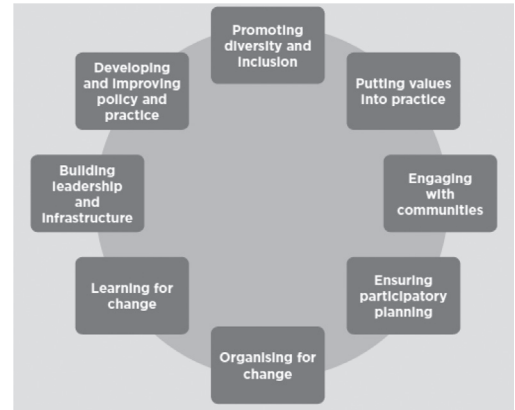 Promoting
diversity and
inclusion
Putting values
into practice
Engaging
with
communities
Ensuring
participatory
planning
Organising for
change
Learning for
change
Building
leadership
and
infrastructure
Developing
and improving
policy and
practice